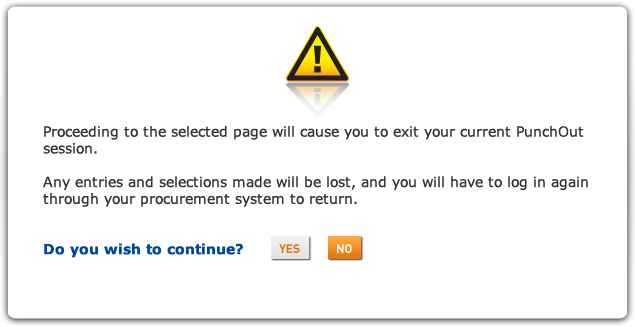 Proceeding to the selected page will cause you to exit your current PunchOut
session.
Any entries and selections made will be lost, and you will have to log in again
through your procurement system to return.
Do you wish to continue? YES NO